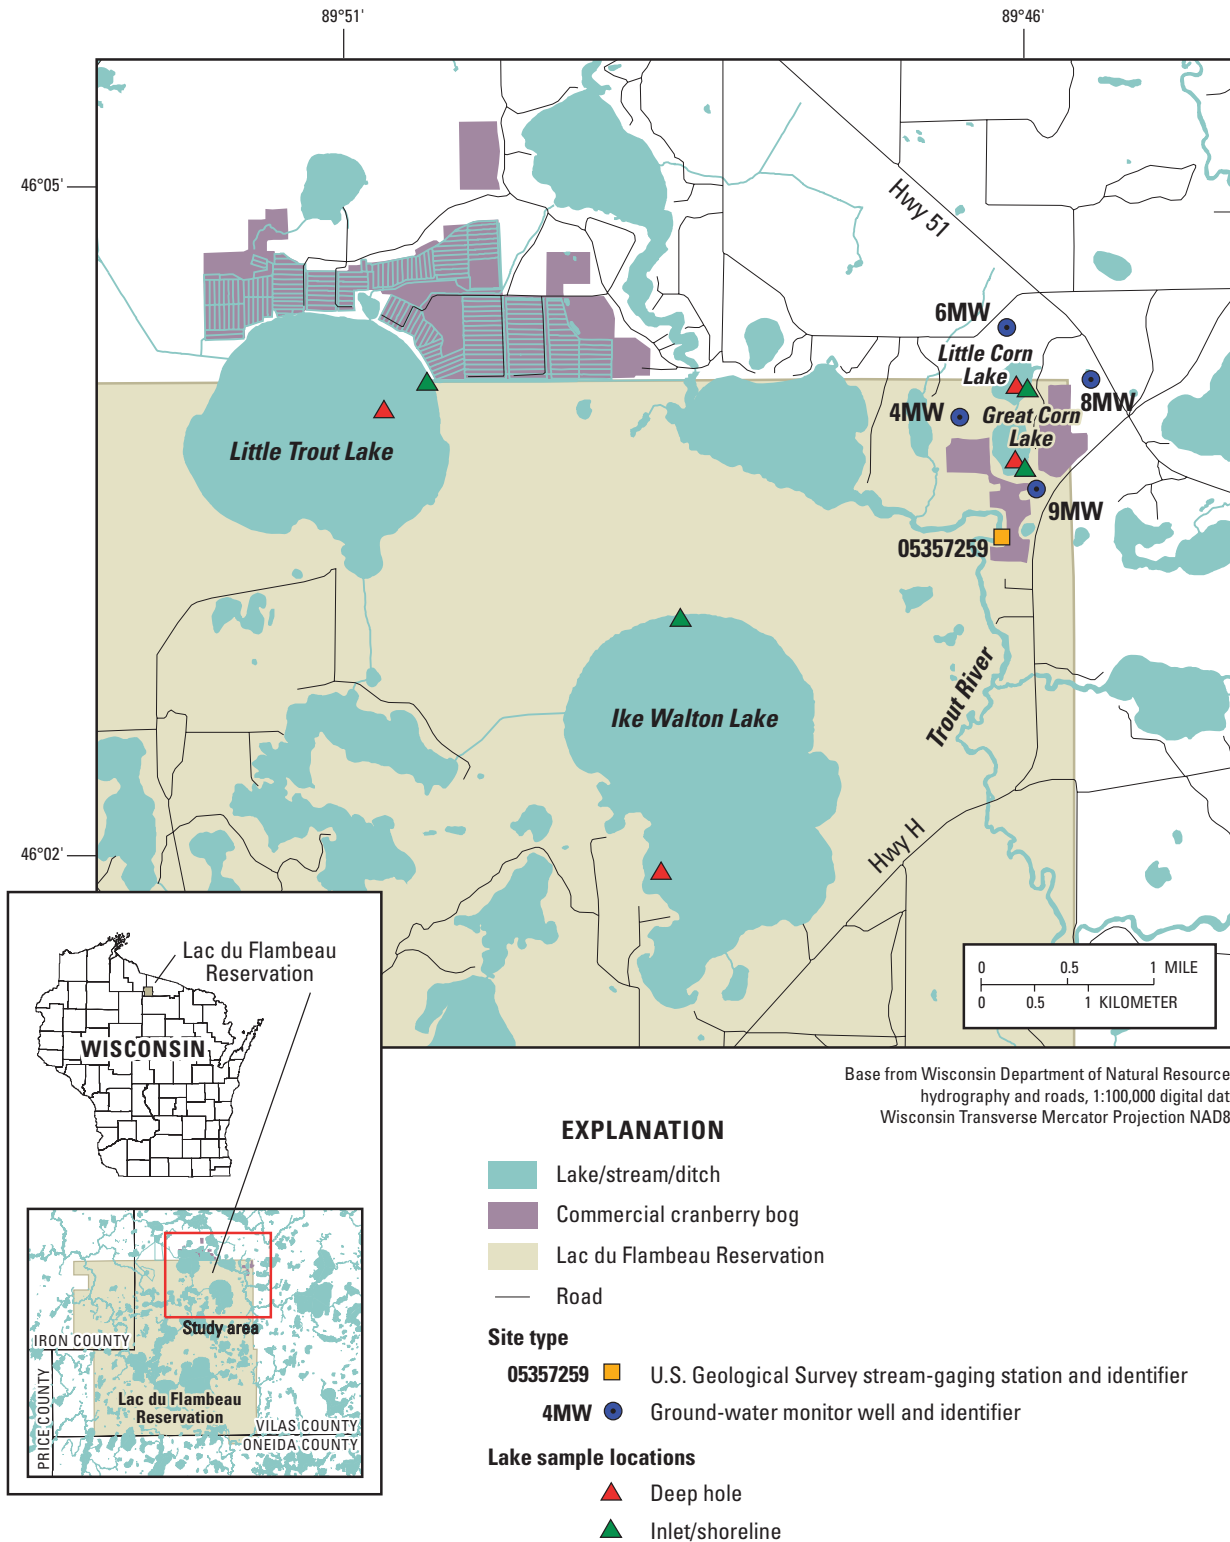 89°51'
89°46'
46°05'
Hwy 51
6MW
Little Corn
Lake
8MW
4MW
Great Corn
Lake
Little Trout Lake
9MW
05357259
Trout River
Ike Walton Lake
46°02'
Hwy H
Lac du Flambeau
Reservation
WISCONSIN
0 0.5 1 MILE
0 0.5 1 KILOMETER
Base from Wisconsin Department of Natural Resource
hydrography and roads, 1:100,000 digital dat
Wisconsin Transverse Mercator Projection NAD8
Study area
IRON COUNTY
PRICE COUNTY
Lac du Flambeau
Reservation
VILAS COUNTY
ONEIDA COUNTY
EXPLANATION
Lake/stream/ditch
Commercial cranberry bog
Lac du Flambeau Reservation
Road
Site type
05357259 U.S. Geological Survey stream-gaging station and identifier
4MW Ground-water monitor well and identifier
Lake sample locations
Deep hole
Inlet/shoreline